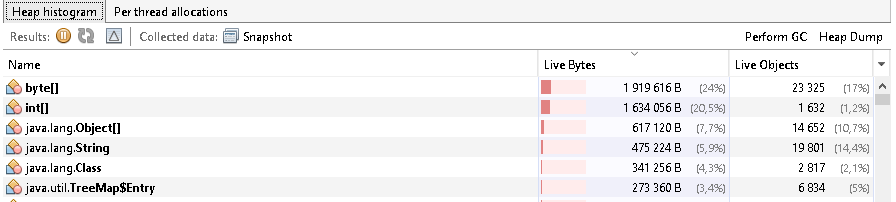 Heap histogram Per thread allocations
Results: Collected data: Snapshot Perform GC Heap Dump
Name Live Bytes Live Objects
byte[] 1 919 616 B (24%) 23 325 (17%)
int[] 1 634 056 B (20,5%) 1 632 (1,2%)
java.lang.Object[] 617 120 B (7,7%) 14 652 (10,7%)
java.lang.String 475 224 B (5,9%) 19 801 (14,4%)
java.lang.Class 341 256 B (4,3%) 2 817 (2,1%)
java.util.TreeMap$Entry 273 360 B (3,4%) 6 834 (5%)